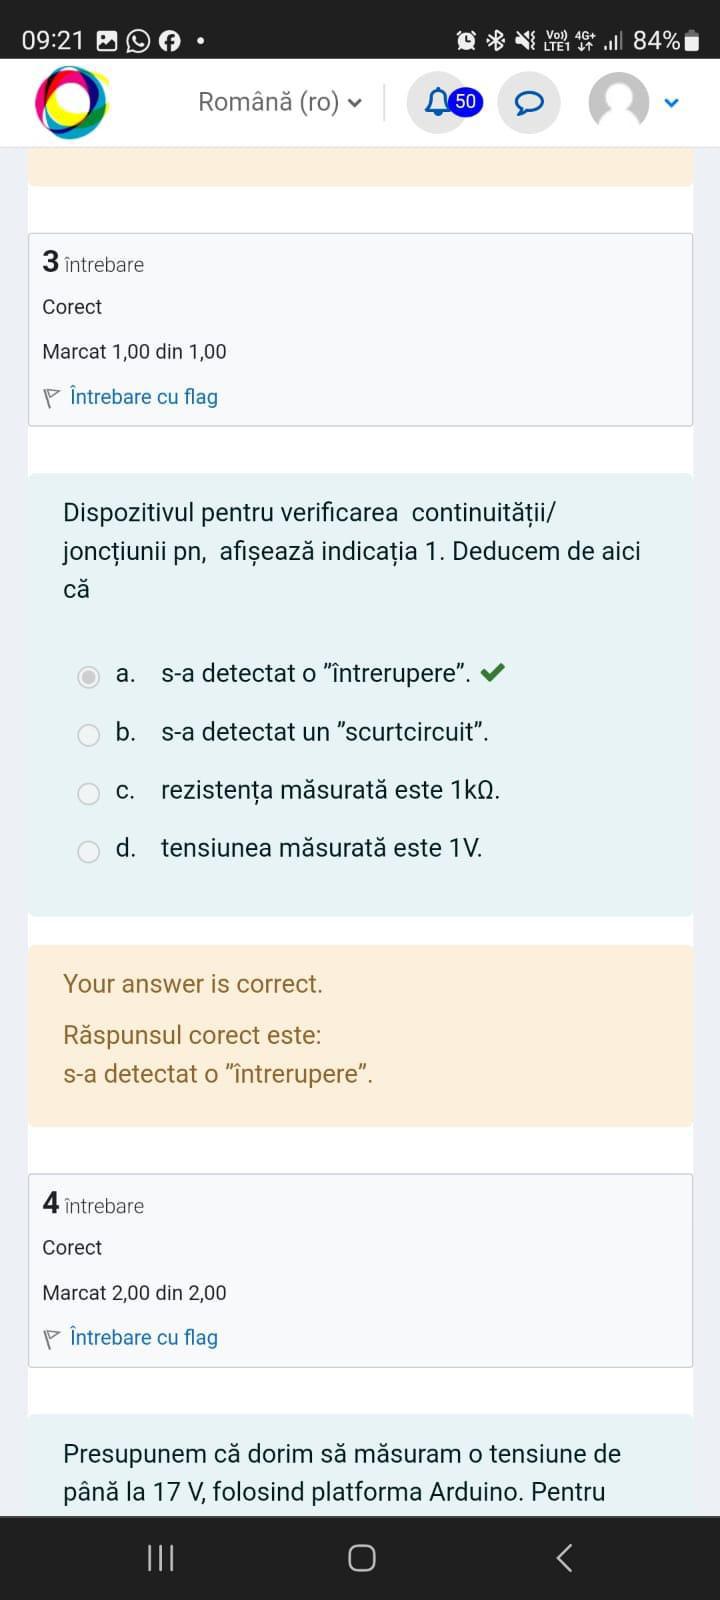 09:21
Vo))
LTE1
4G+
84%
Română (ro)
50
3 întrebare
Corect
Marcat 1,00 din 1,00
Întrebare cu flag
Dispozitivul pentru verificarea  continuității/
joncțiunii pn,  afișează indicația 1. Deducem de aici
că
a. s-a detectat o ”întrerupere”.
b. s-a detectat un ”scurtcircuit”.
c. rezistența măsurată este 1kΩ.
d. tensiunea măsurată este 1V.
Your answer is correct.
Răspunsul corect este:
s-a detectat o ”întrerupere”.
4 întrebare
Corect
Marcat 2,00 din 2,00
Întrebare cu flag
Presupunem că dorim să măsuram o tensiune de
până la 17 V, folosind platforma Arduino. Pentru